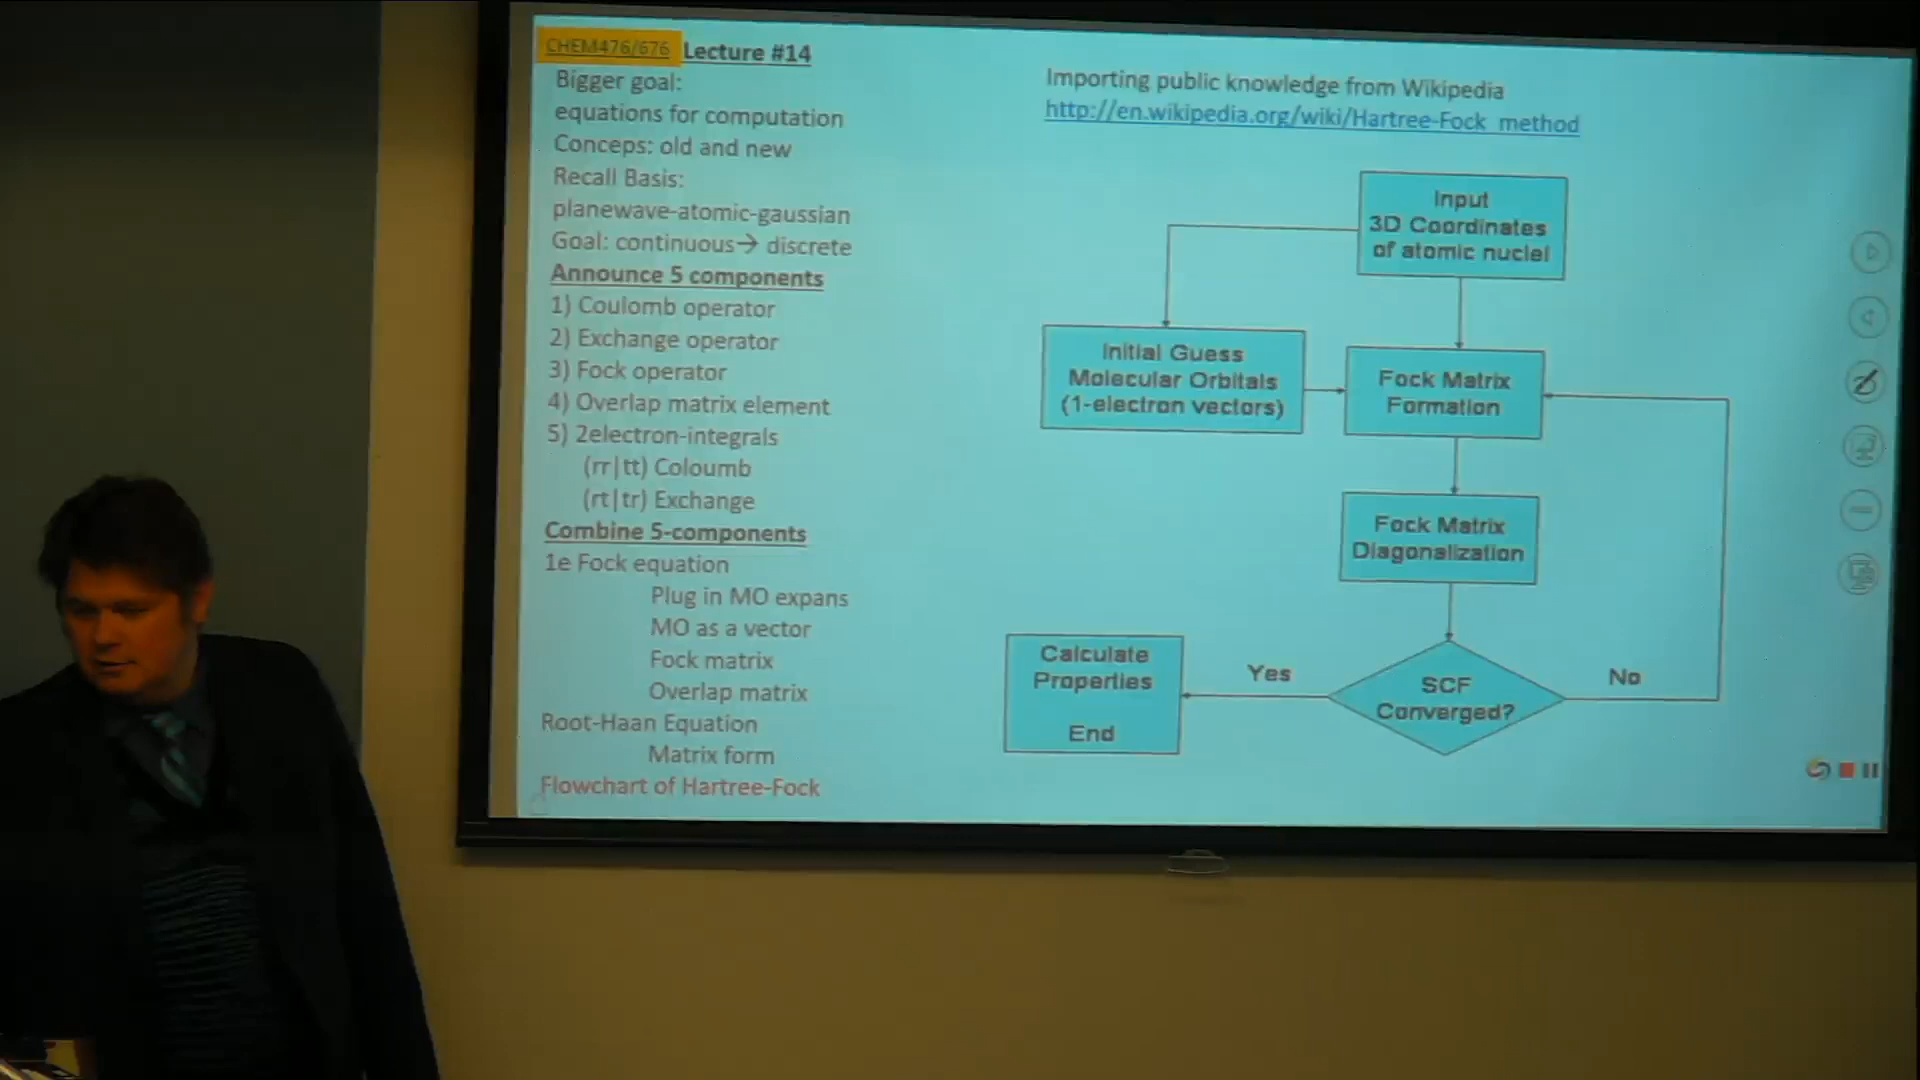 CHEM476/676 Lecture #14
Bigger goal:
equations for computation
Conceps: old and new
Recall Basis:
planewave-atomic-gaussian
Goal: continuous→ discrete
Announce 5 components
1) Coulomb operator
2) Exchange operator
3) Fock operator
4) Overlap matrix element
5) 2electron-integrals
(rr|tt) Coloumb
(rt|tr) Exchange
Combine 5-components
1e Fock equation
Plug in MO expans
MO as a vector
Fock matrix
Overlap matrix
Root-Haan Equation
Matrix form
Flowchart of Hartree-Fock
Importing public knowledge from Wikipedia
http://en.wikipedia.org/wiki/Hartree-Fock_method
Input
3D Coordinates
of atomic nuclei
Initial Guess
Molecular Orbitals
(1-electron vectors)
Fock Matrix
Formation
Fock Matrix
Diagonalization
SCF
Converged?
Yes
No
Calculate
Properties
End